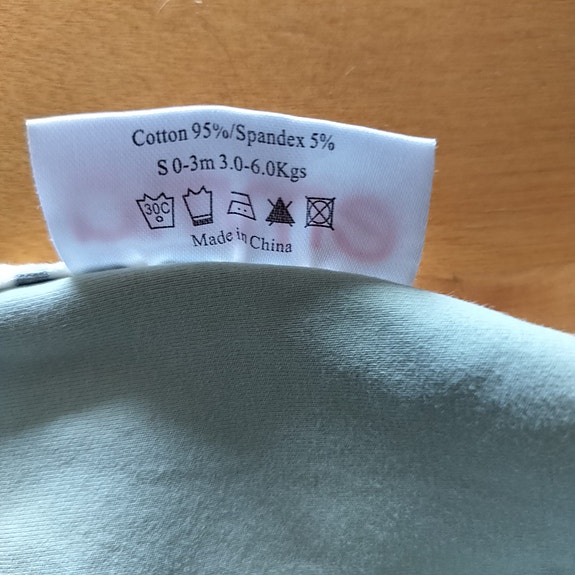 Cotton 95%/Spandex 5%
S 0-3m 3.0-6.0Kgs
30C
Made in China